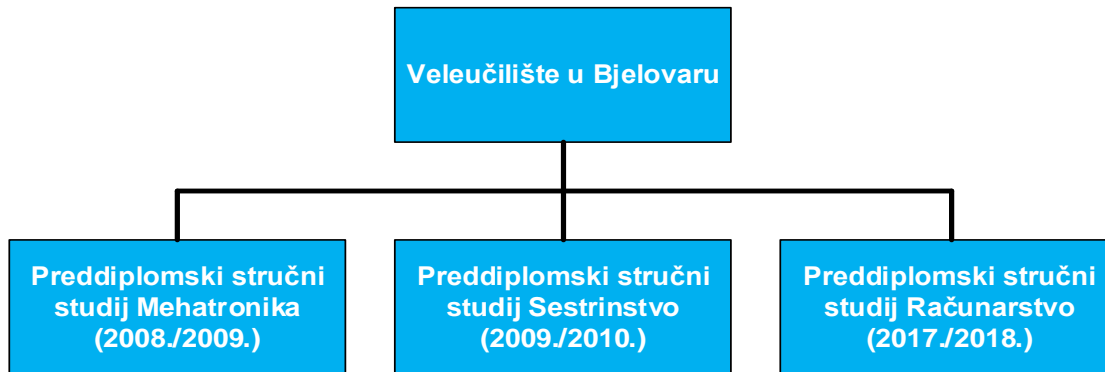 Veleučilište u Bjelovaru
Preddiplomski stručni
studij Mehatronika
(2008./2009.)
Preddiplomski stručni
studij Sestrinstvo
(2009./2010.)
Preddiplomski stručni
studij Računarstvo
(2017./2018.)